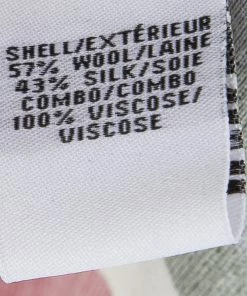 SHELL/EXTÉRIEUR
57% WOOL/LAINE
43% SILK/SOIE
COMBO/COMBO
100% VISCOSE/
VISCOSE